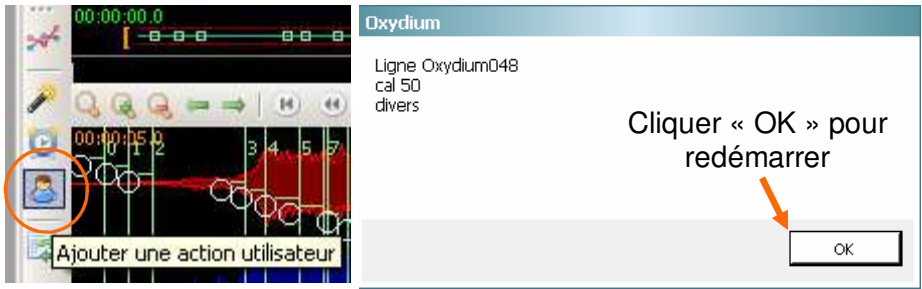 00:00:00.0
00:00:05.0
0 1 2 3 4 5 6 7
Ajouter une action utilisateur
Oxydium
Ligne Oxydium048
cal 50
divers
Cliquer « OK » pour
redémarrer
OK